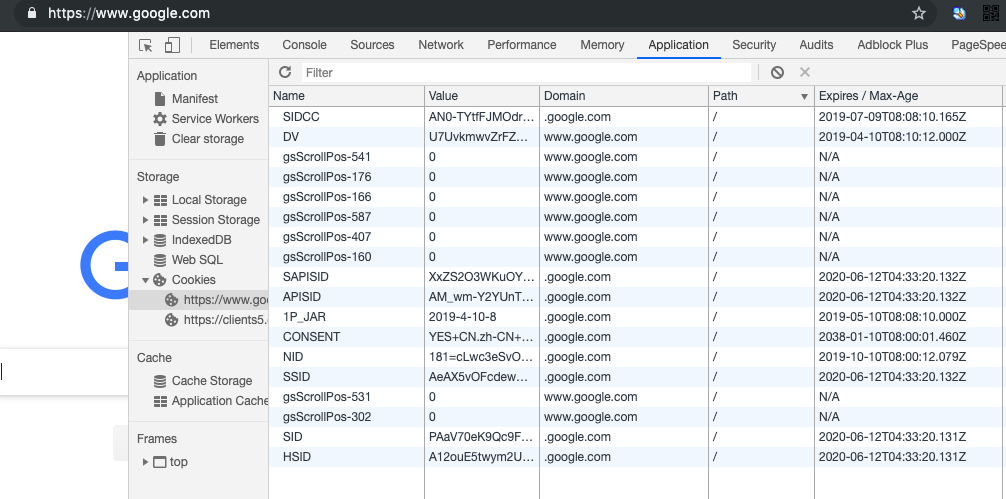 https://www.google.com
Elements Console Sources Network Performance Memory Application Security Audits Adblock Plus PageSpee
Application
Manifest
Service Workers
Clear storage
Storage
Local Storage
Session Storage
IndexedDB
Web SQL
Cookies
https://www.goo
https://clients5.
Cache
Cache Storage
Application Cache
Frames
top
Filter
Name Value Domain Path Expires / Max-Age
SIDCC AN0-TYtfFJMOdr... .google.com / 2019-07-09T08:08:10.165Z
DV U7UvkmwvZrFZ... www.google.com / 2019-04-10T08:10:12.000Z
gsScrollPos-541 0 www.google.com / N/A
gsScrollPos-176 0 www.google.com / N/A
gsScrollPos-166 0 www.google.com / N/A
gsScrollPos-587 0 www.google.com / N/A
gsScrollPos-407 0 www.google.com / N/A
gsScrollPos-160 0 www.google.com / N/A
SAPISID XxZS2O3WKuOY... .google.com / 2020-06-12T04:33:20.132Z
APISID AM_wm-Y2YUnT... .google.com / 2020-06-12T04:33:20.132Z
1P_JAR 2019-4-10-8 .google.com / 2019-05-10T08:08:10.000Z
CONSENT YES+CN.zh-CN+... .google.com / 2038-01-10T08:00:01.460Z
NID 181=cLwc3eSvO... .google.com / 2019-10-10T08:00:12.079Z
SSID AeAX5vOFcdew... .google.com / 2020-06-12T04:33:20.132Z
gsScrollPos-531 0 www.google.com / N/A
gsScrollPos-302 0 www.google.com / N/A
SID PAaV70eK9Qc9F... .google.com / 2020-06-12T04:33:20.131Z
HSID A12ouE5twym2U... .google.com / 2020-06-12T04:33:20.131Z